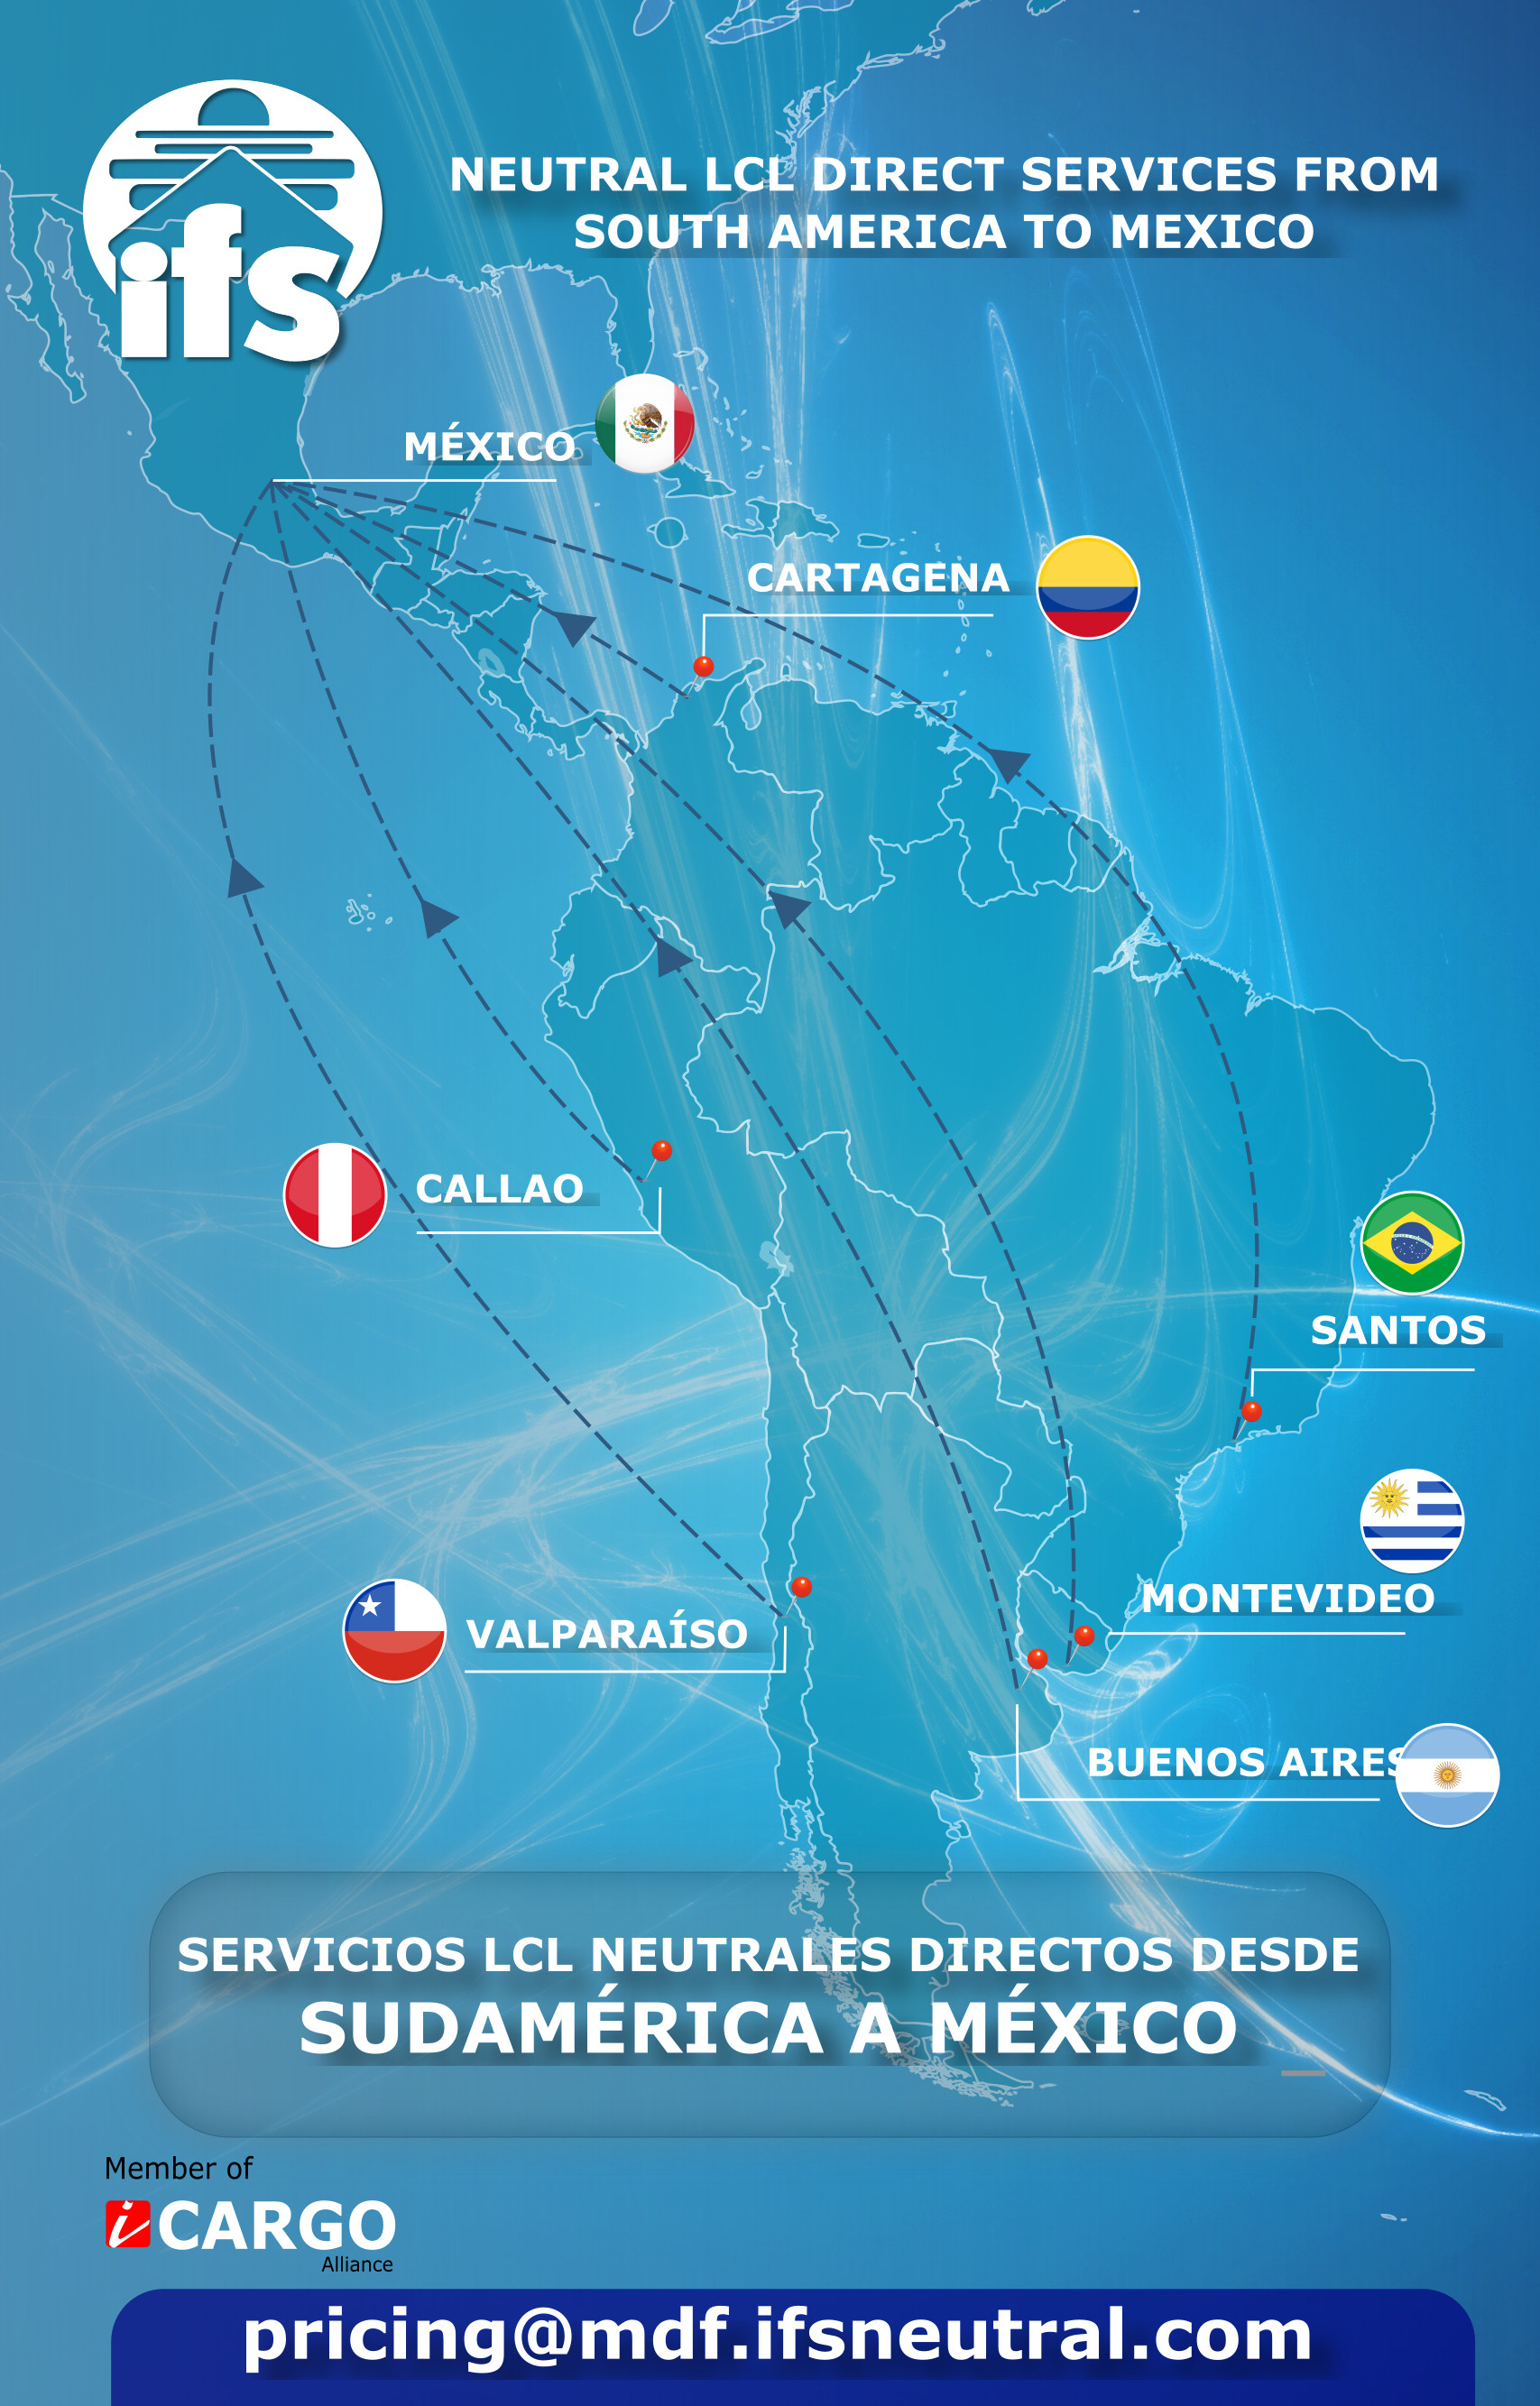 ifs
NEUTRAL LCL DIRECT SERVICES FROM
SOUTH AMERICA TO MEXICO
MÉXICO
CARTAGENA
CALLAO
SANTOS
MONTEVIDEO
VALPARAÍSO
BUENOS AIRES
SERVICIOS LCL NEUTRALES DIRECTOS DESDE
SUDAMÉRICA A MÉXICO
Member of
i CARGO
Alliance
pricing@mdf.ifsneutral.com